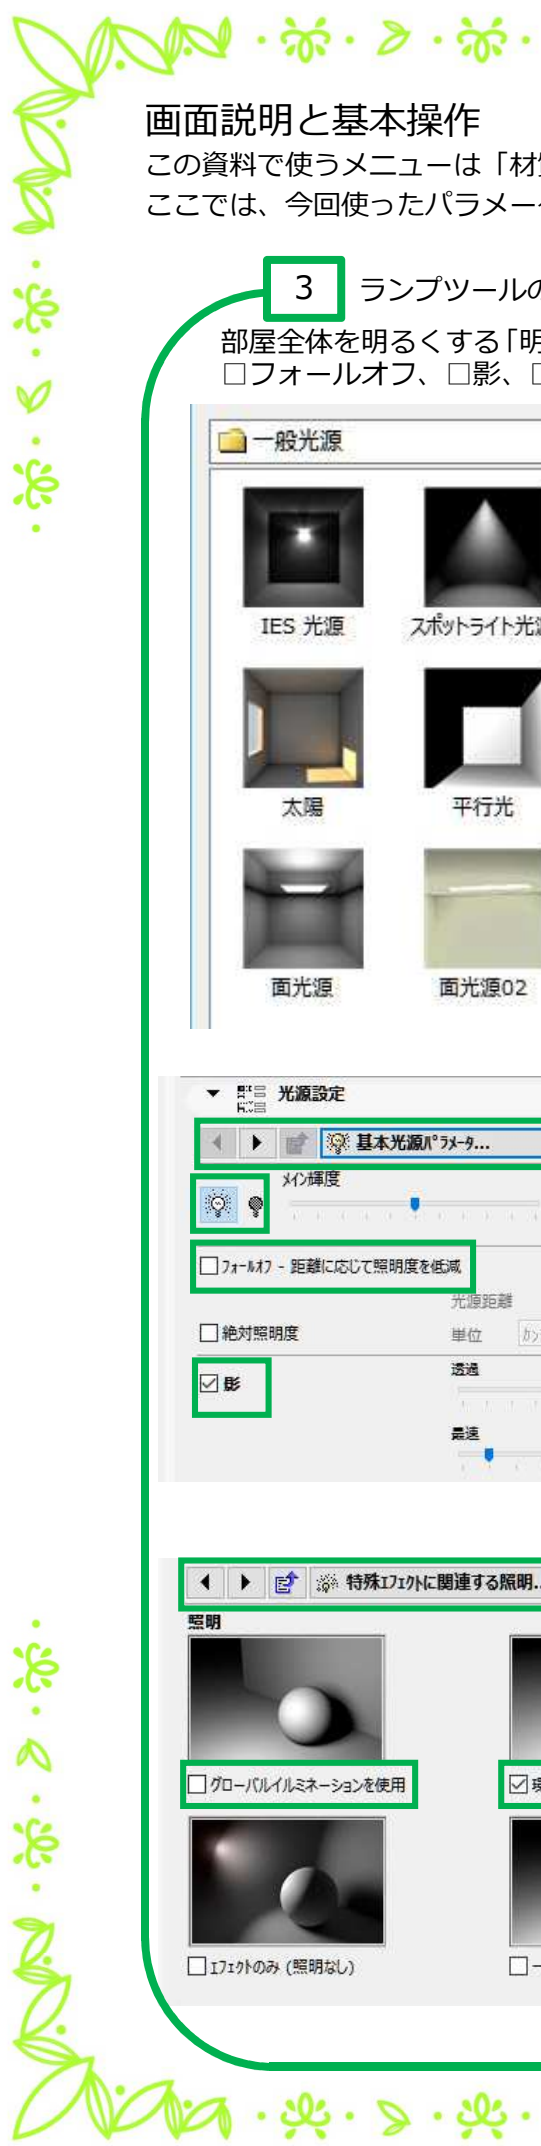 画面説明と基本操作
この資料で使うメニューは「材
ここでは、今回使ったパラメー
3 ランプツールの
部屋全体を明るくする「明
□フォールオフ、□影、
一般光源
IES 光源
スポットライト光
太陽
平行光
面光源
面光源02
光源設定
基本光源パラメータ...
メイン輝度
フォールオフ - 距離に応じて照明度を低減
光源距離
絶対照明度
単位
影
透過
最速
特殊エフェクトに関連する照明..
照明
グローバルイルミネーションを使用
エフェクトのみ (照明なし)